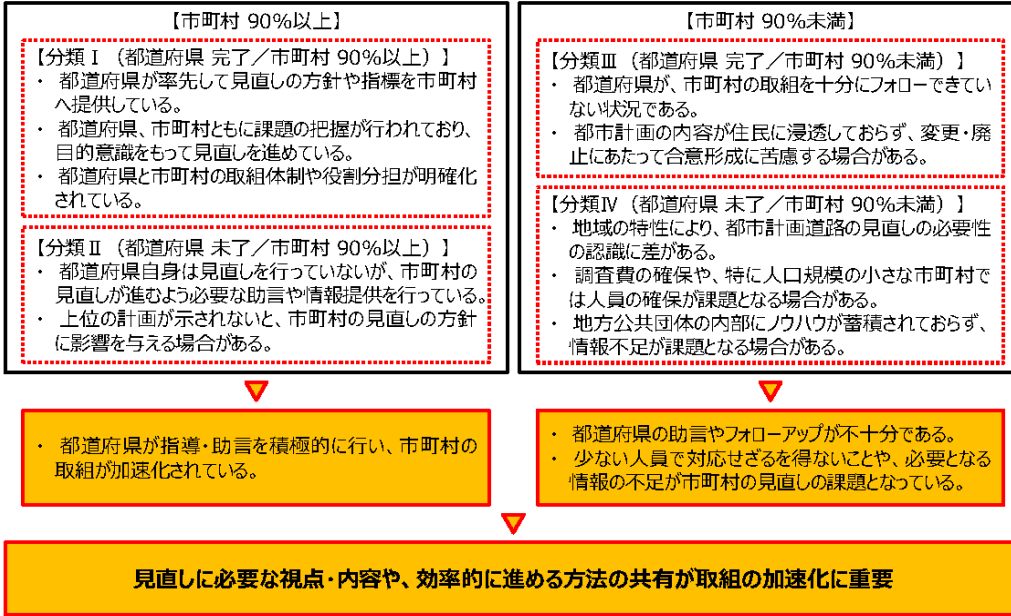 【市町村 90%以上】
【分類Ⅰ（都道府県 完了／市町村 90%以上）】
・ 都道府県が率先して見直しの方針や指標を市町村
へ提供している。
・ 都道府県、市町村ともに課題の把握が行われており、
目的意識をもって見直しを進めている。
・ 都道府県と市町村の取組体制や役割分担が明確化
されている。
【分類Ⅱ（都道府県 未了／市町村 90%以上）】
・ 都道府県自身は見直しを行っていないが、市町村の
見直しが進むよう必要な助言や情報提供を行っている。
・ 上位の計画が示されないと、市町村の見直しの方針
に影響を与える場合がある。
・ 都道府県が指導・助言を積極的に行い、市町村の
取組が加速化されている。
【市町村 90%未満】
【分類Ⅲ（都道府県 完了／市町村 90%未満）】
・ 都道府県が、市町村の取組を十分にフォローできてい
ない状況である。
・ 都市計画の内容が住民に浸透しておらず、変更・廃
止にあたって合意形成に苦慮する場合がある。
【分類Ⅳ（都道府県 未了／市町村 90%未満）】
・ 地域の特性により、都市計画道路の見直しの必要性
の認識に差がある。
・ 調査費の確保や、特に人口規模の小さな市町村で
は人員の確保が課題となる場合がある。
・ 地方公共団体の内部にノウハウが蓄積されておらず、
情報不足が課題となる場合がある。
・ 都道府県の助言やフォローアップが不十分である。
・ 少ない人員で対応せざるを得ないことや、必要となる
情報の不足が市町村の見直しの課題となっている。
見直しに必要な視点・内容や、効率的に進める方法の共有が取組の加速化に重要